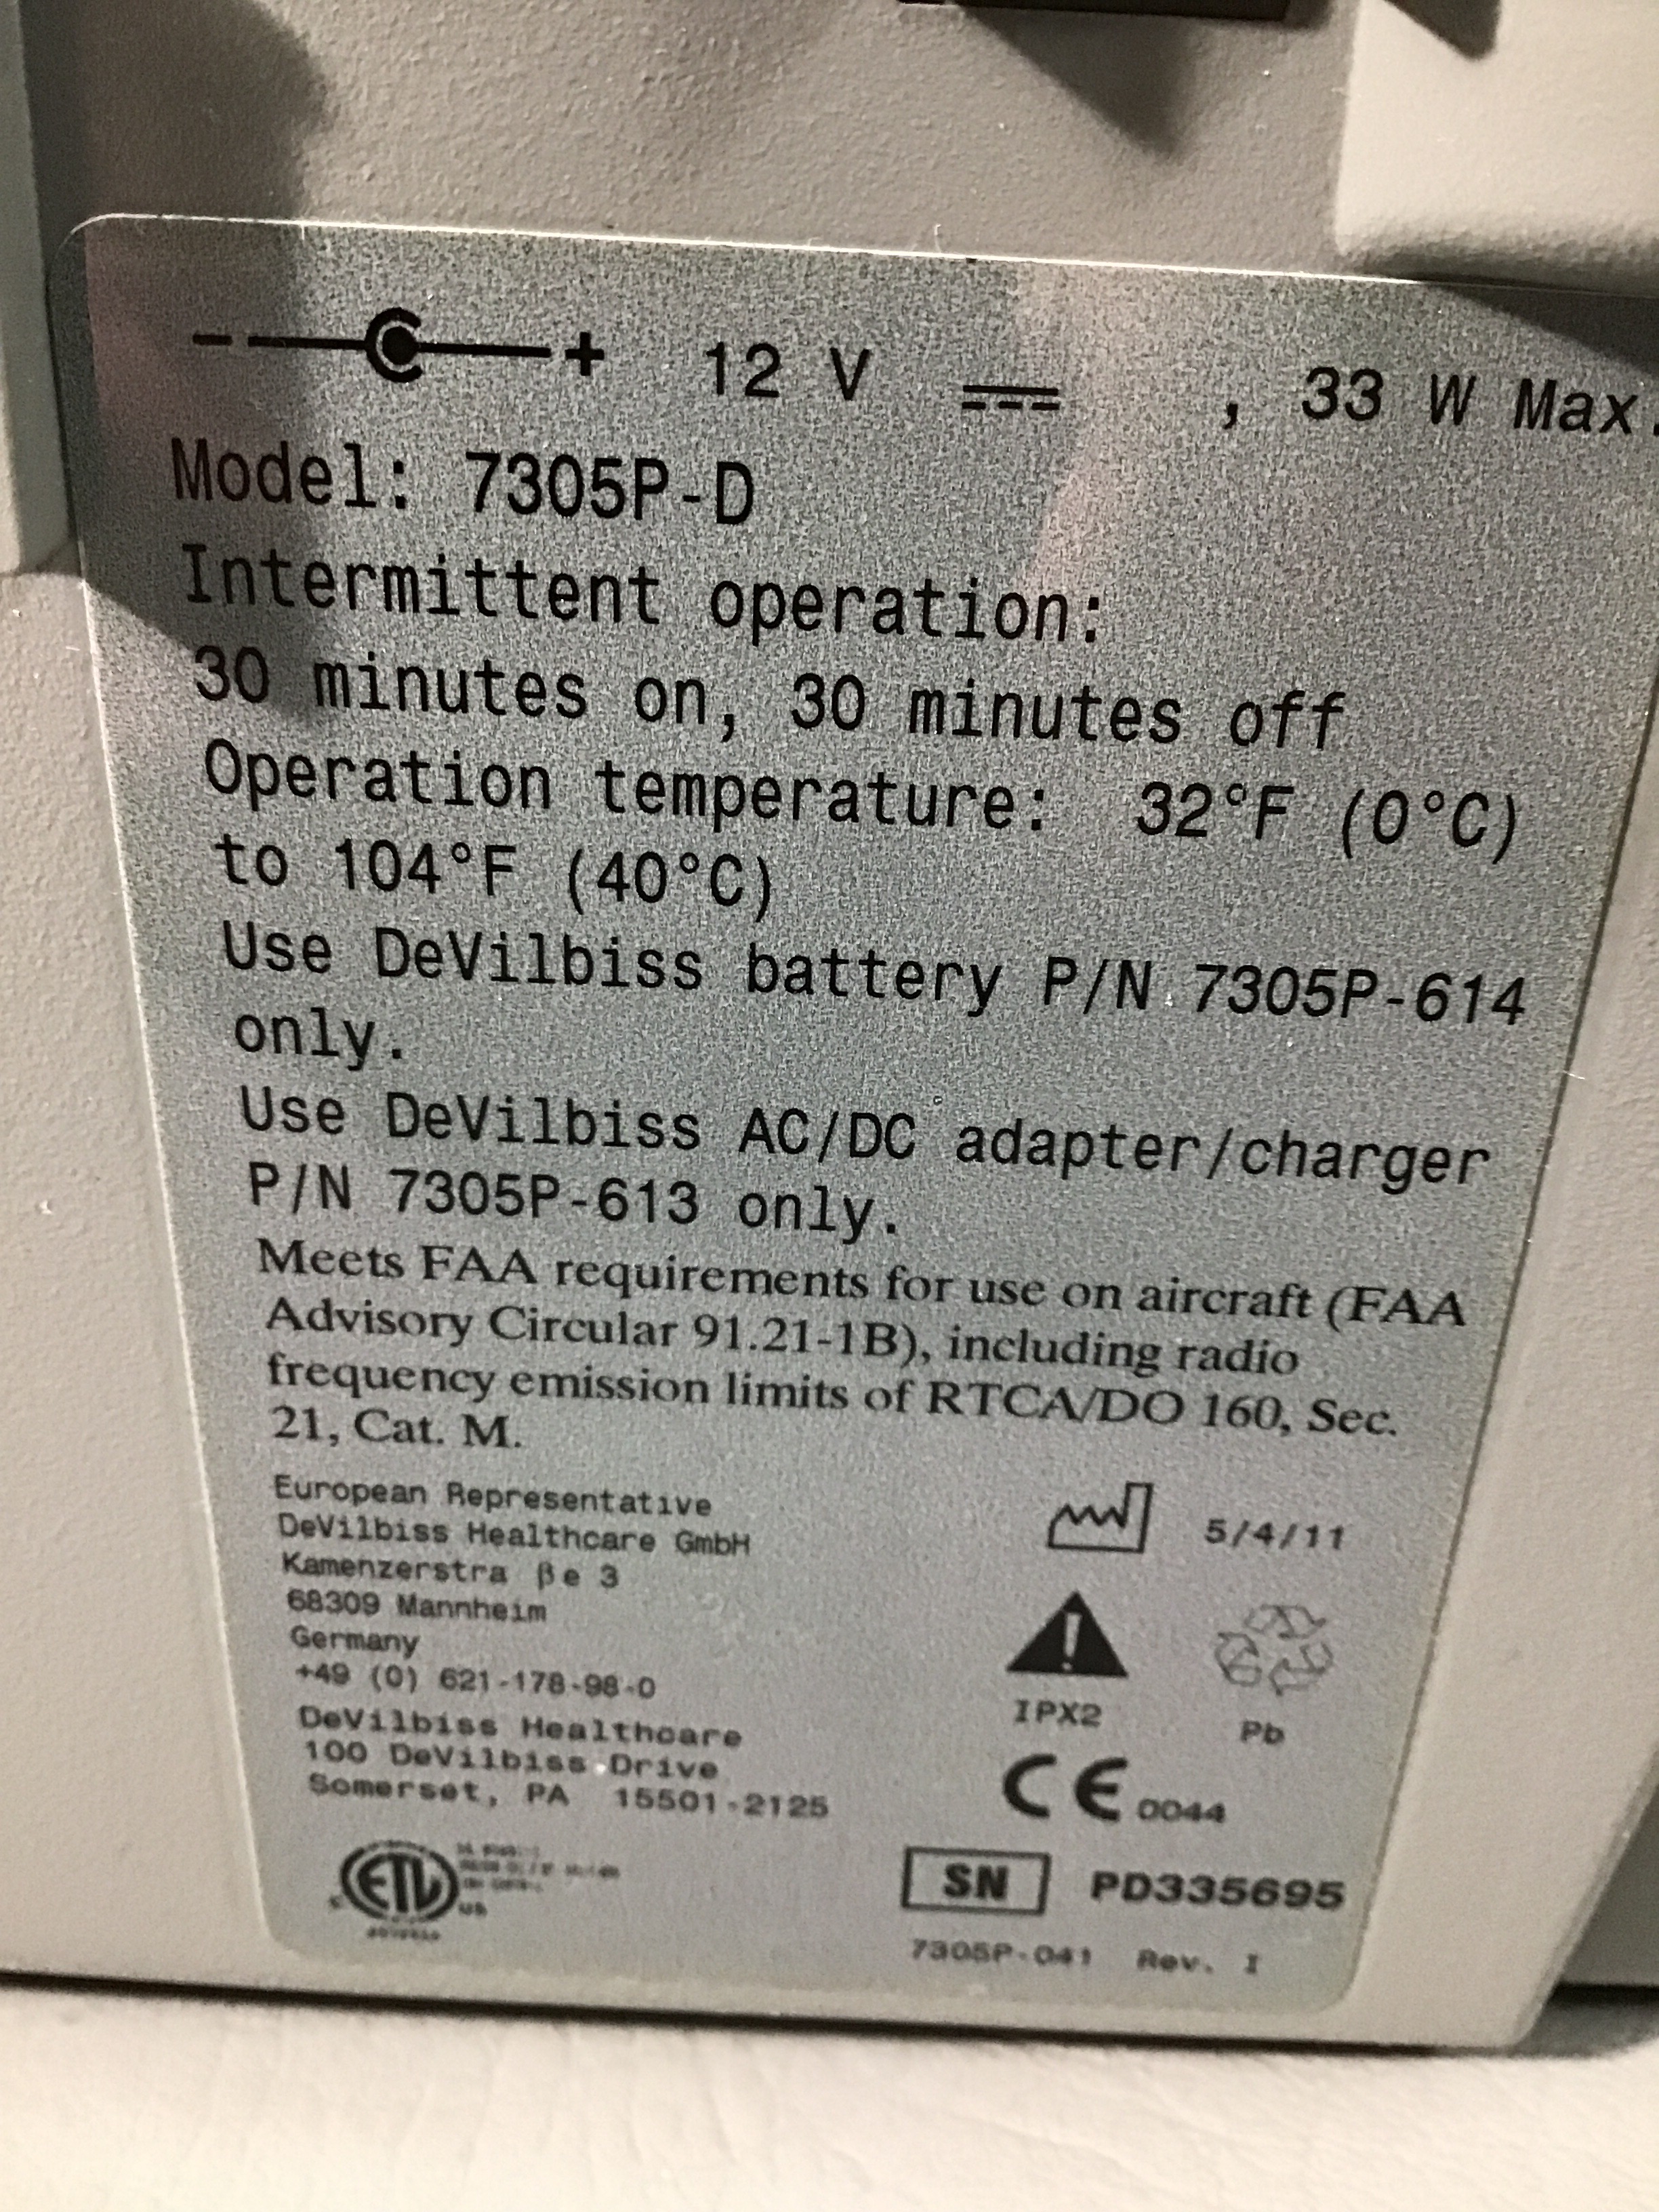 - + 12 V , 33 W Max.
Model: 7305P-D
Intermittent operation:
30 minutes on, 30 minutes off
Operation temperature: 32°F (0°C)
to 104°F (40°C)
Use DeVilbiss battery P/N 7305P-614
only.
Use DeVilbiss AC/DC adapter/charger
P/N 7305P-613 only.
Meets FAA requirements for use on aircraft (FAA
Advisory Circular 91.21-1B), including radio
frequency emission limits of RTCA/DO 160, Sec.
21, Cat. M.
European Representative
DeVilbiss Healthcare GmbH
Kamenzerstra βe 3
68309 Mannheim
Germany
+49 (0) 621-178-98-0
DeVilbiss Healthcare
100 DeVilbiss Drive
Somerset, PA 15501-2125
ETL
C US
5/4/11
IPX2
Pb
CE 0044
SN PD335695
7305P-041 Rev. I